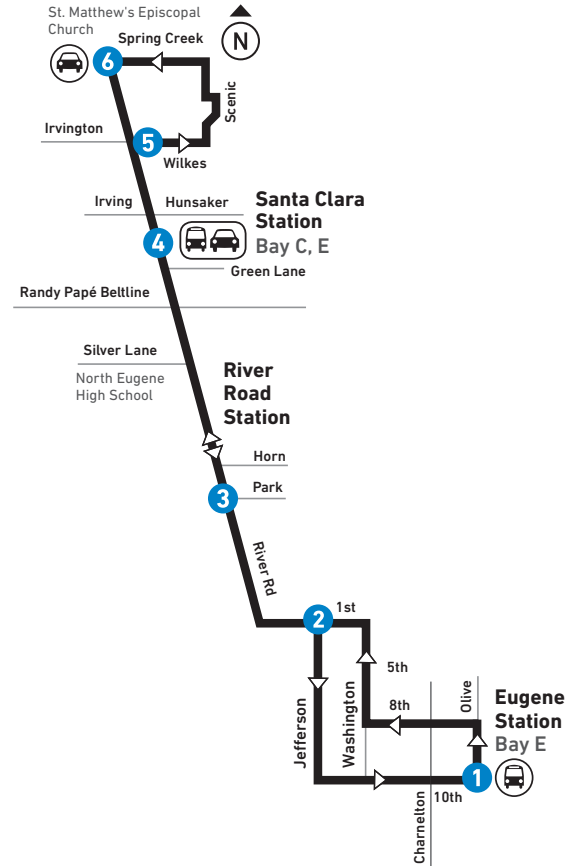 St. Matthew's Episcopal
Church
N
Spring Creek
6
Scenic
Irvington
5
Wilkes
Irving
Hunsaker
Santa Clara
Station
Bay C, E
4
Green Lane
Randy Papé Beltline
Silver Lane
North Eugene
High School
River
Road
Station
Horn
Park
3
River Rd
2
1st
5th
8th
Olive
Jefferson
Washington
Eugene
Station
Bay E
1
10th
Charnelton